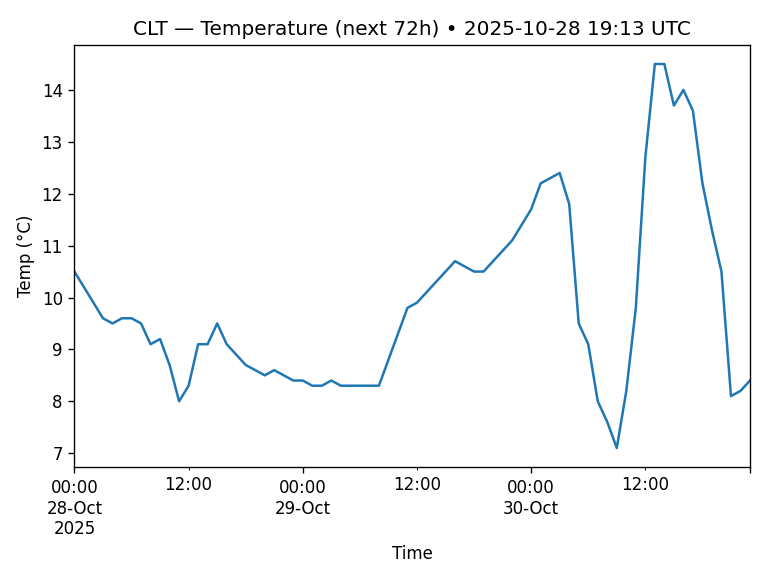 CLT — Temperature (next 72h) • 2025-10-28 19:13 UTC
14
13
12
11
10
9
8
7
Temp (°C)
00:00 12:00 00:00 12:00 00:00 12:00
28-Oct 29-Oct 30-Oct
2025
Time